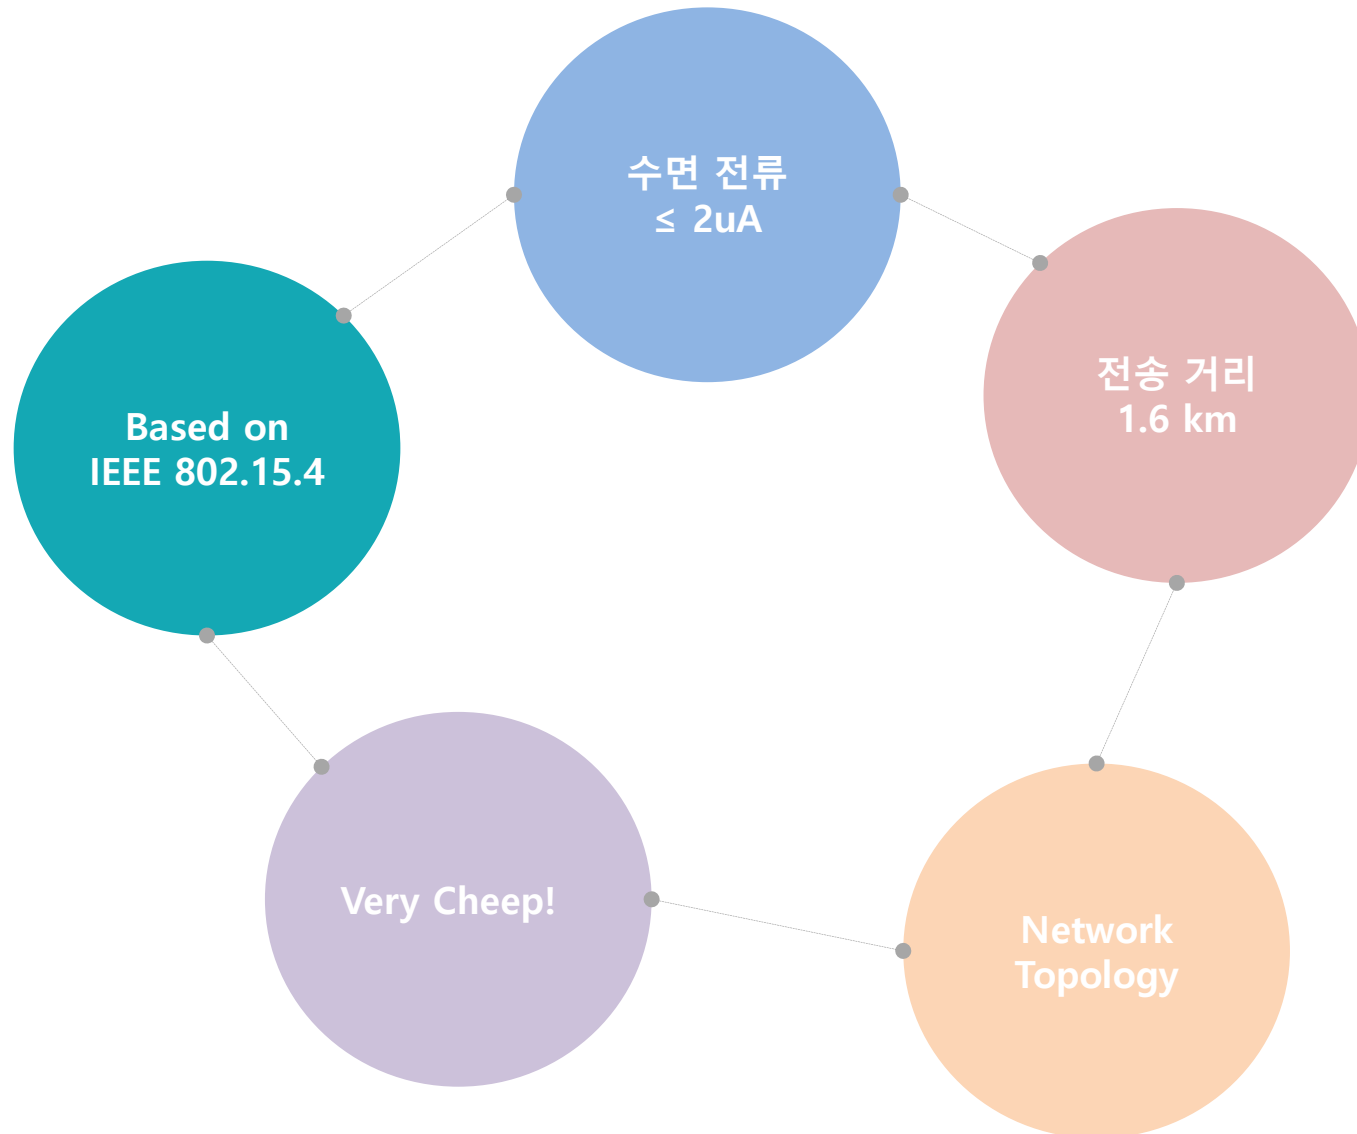 수면 전류
≤ 2uA
전송 거리
1.6 km
Based on
IEEE 802.15.4
Very Cheep!
Network
Topology